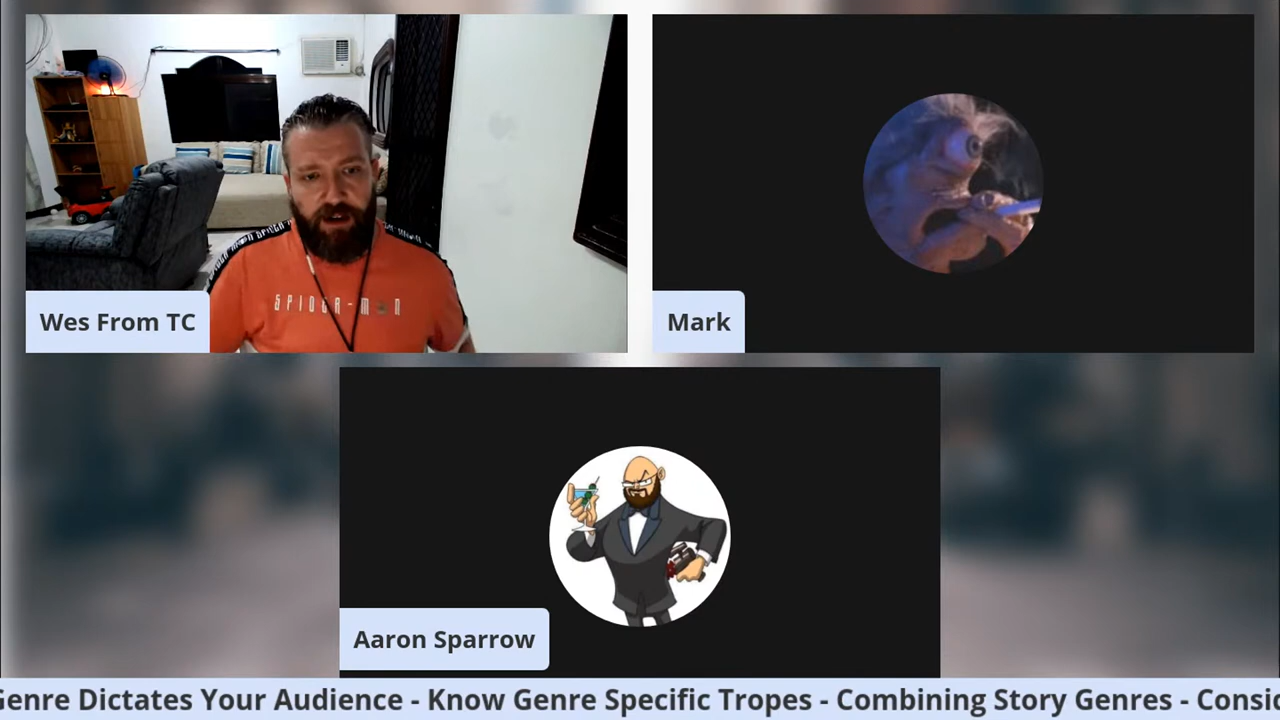 SPIDER-MAN
Wes From TC
Mark
Aaron Sparrow
Genre Dictates Your Audience - Know Genre Specific Tropes - Combining Story Genres - Consid